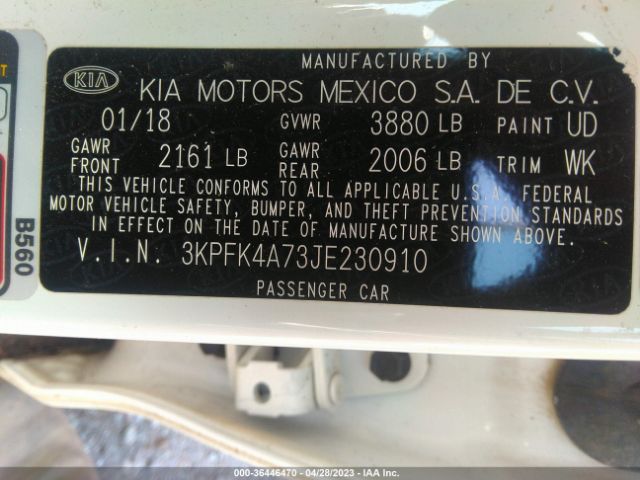 MANUFACTURED BY
KIA KIA MOTORS MEXICO S.A. DE C.V.
01/18 GVWR 3880 LB PAINT UD
GAWR FRONT 2161 LB GAWR REAR 2006 LB TRIM WK
THIS VEHICLE CONFORMS TO ALL APPLICABLE U.S.A. FEDERAL
MOTOR VEHICLE SAFETY, BUMPER, AND THEFT PREVENTION STANDARDS
IN EFFECT ON THE DATE OF MANUFACTURE SHOWN ABOVE.
V.I.N. 3KPFK4A73JE230910
PASSENGER CAR
B560
000-36446470 - 04/28/2023 - IAA Inc.